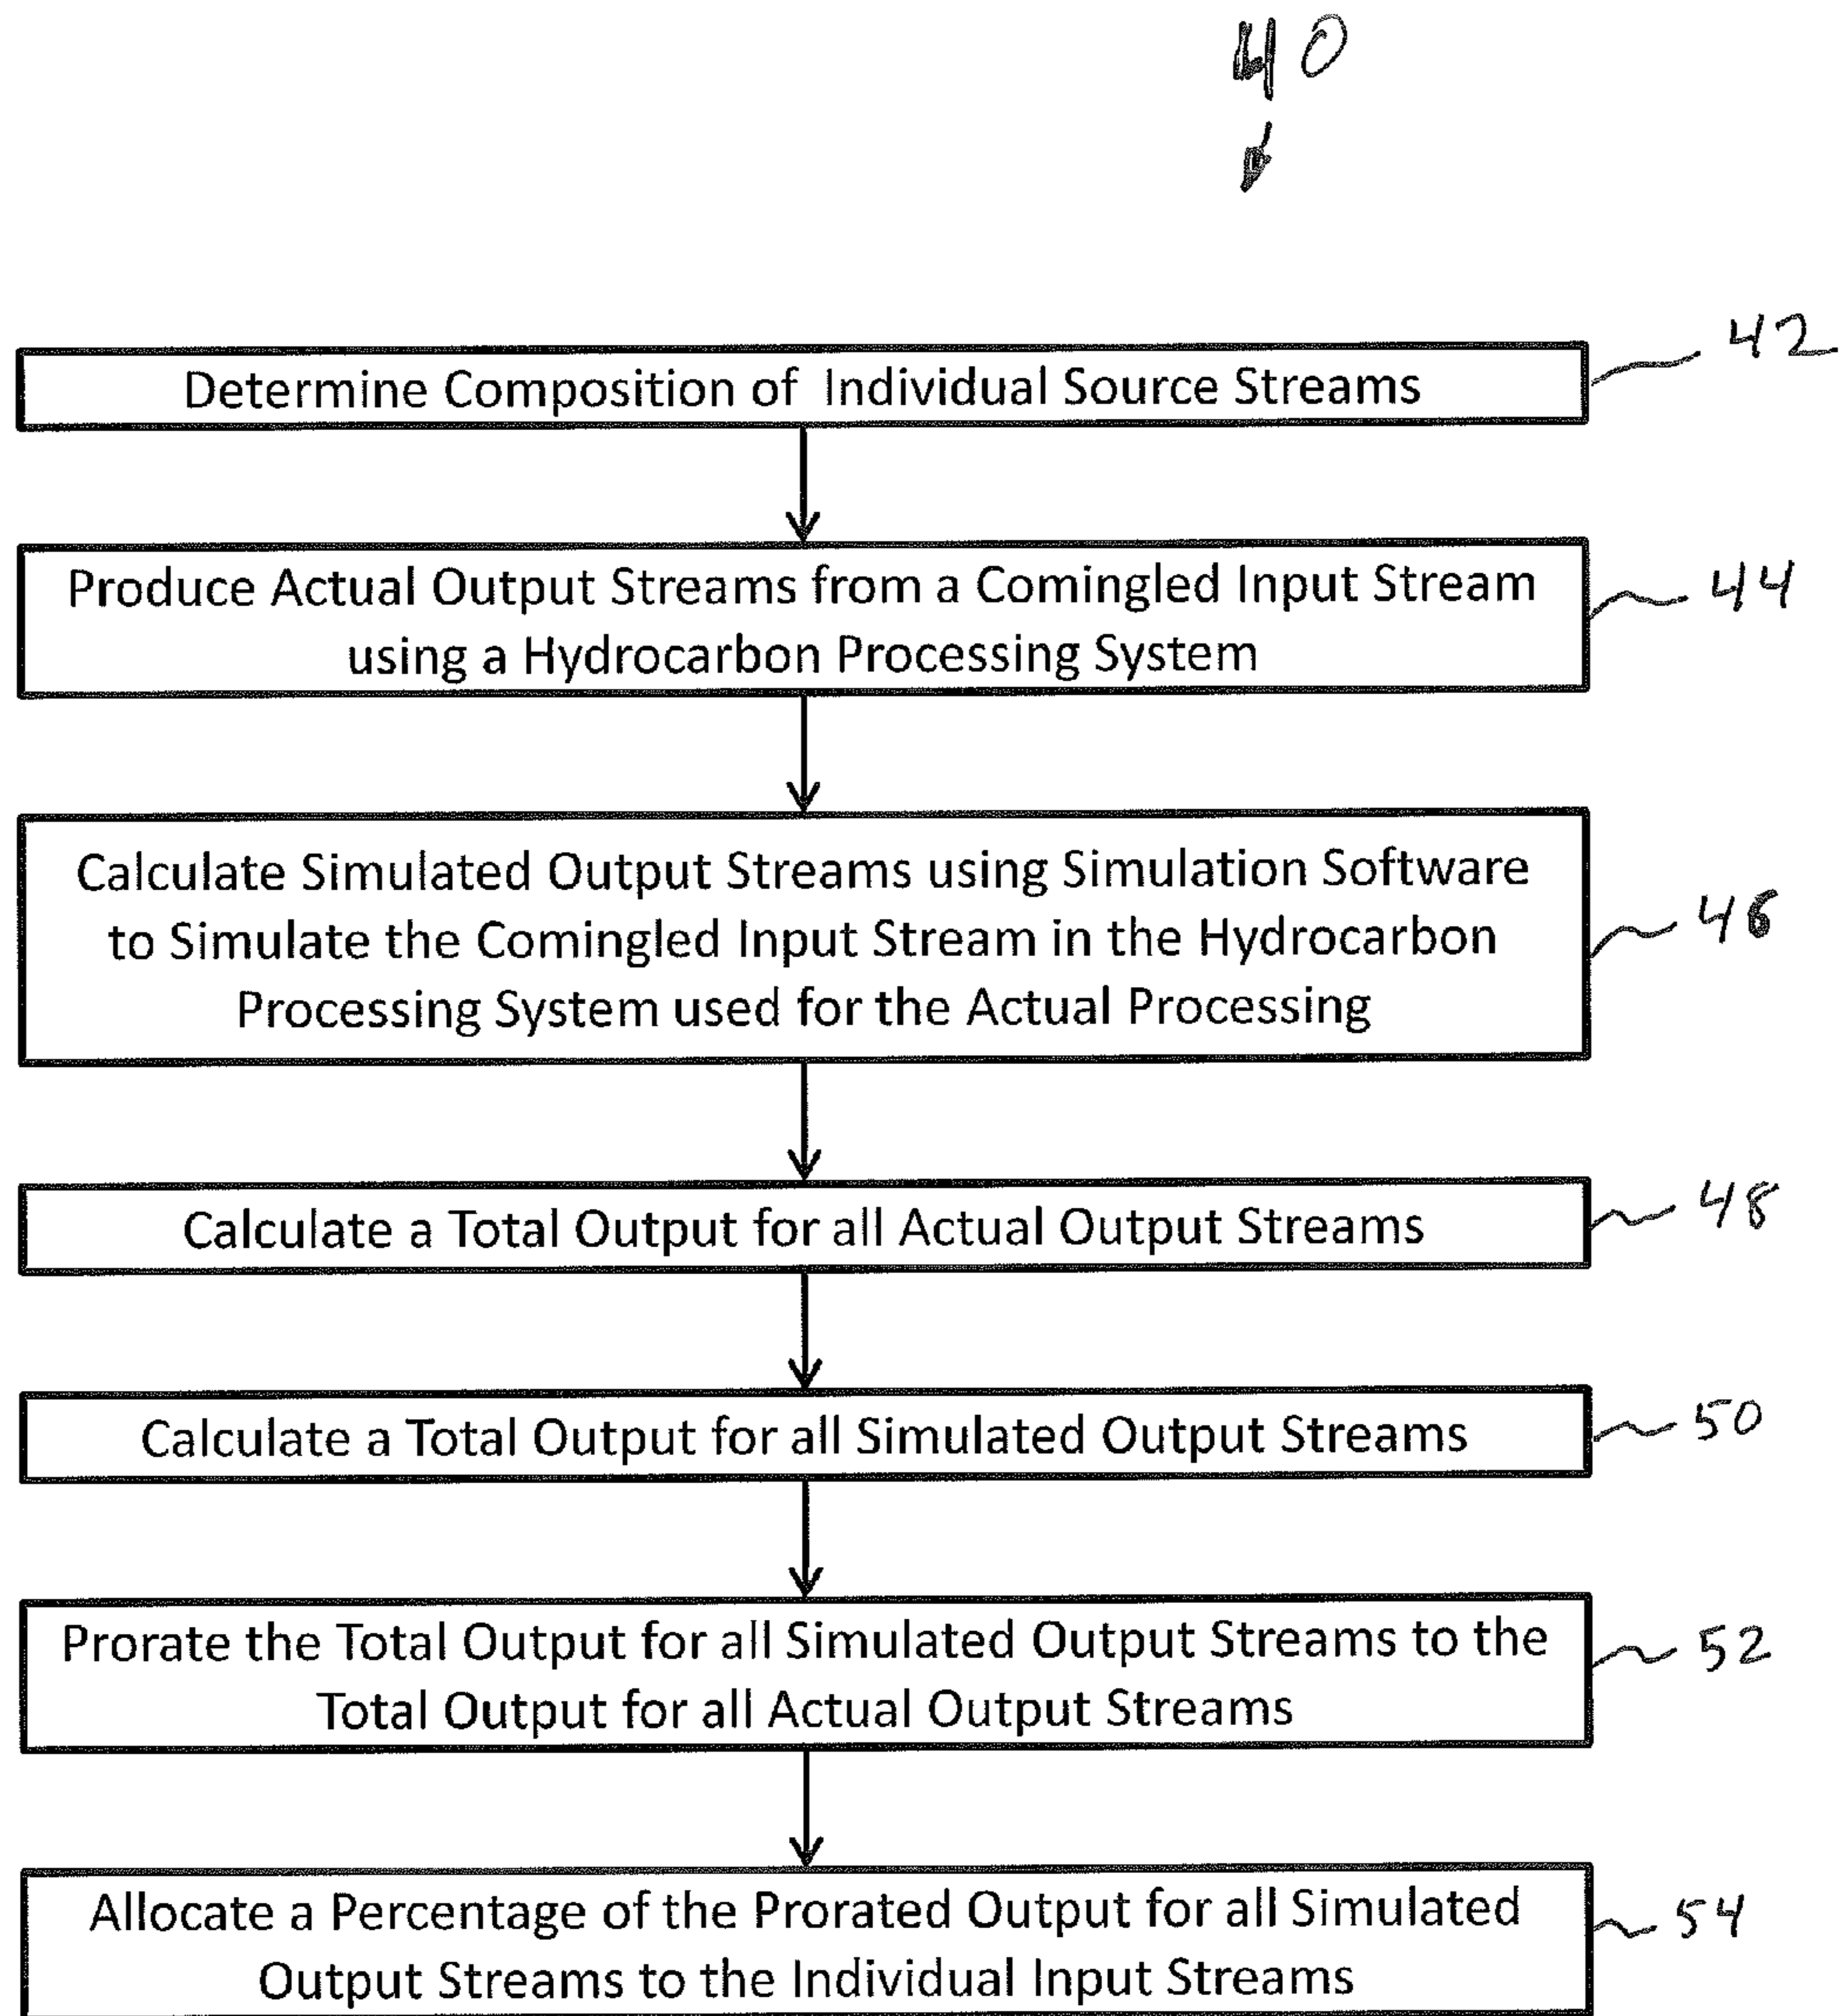 40
Determine Composition of Individual Source Streams
42
Produce Actual Output Streams from a Comingled Input Stream
using a Hydrocarbon Processing System
44
Calculate Simulated Output Streams using Simulation Software
to Simulate the Comingled Input Stream in the Hydrocarbon
Processing System used for the Actual Processing
46
Calculate a Total Output for all Actual Output Streams
48
Calculate a Total Output for all Simulated Output Streams
50
Prorate the Total Output for all Simulated Output Streams to the
Total Output for all Actual Output Streams
52
Allocate a Percentage of the Prorated Output for all Simulated
Output Streams to the Individual Input Streams
54